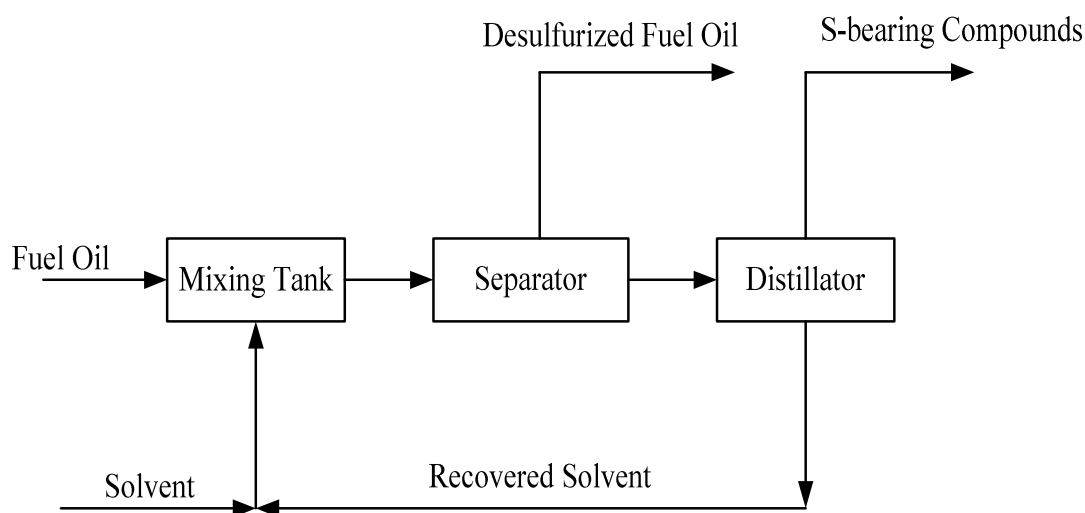 Desulfurized Fuel Oil
S-bearing Compounds
Fuel Oil
Mixing Tank
Separator
Distillator
Solvent
Recovered Solvent